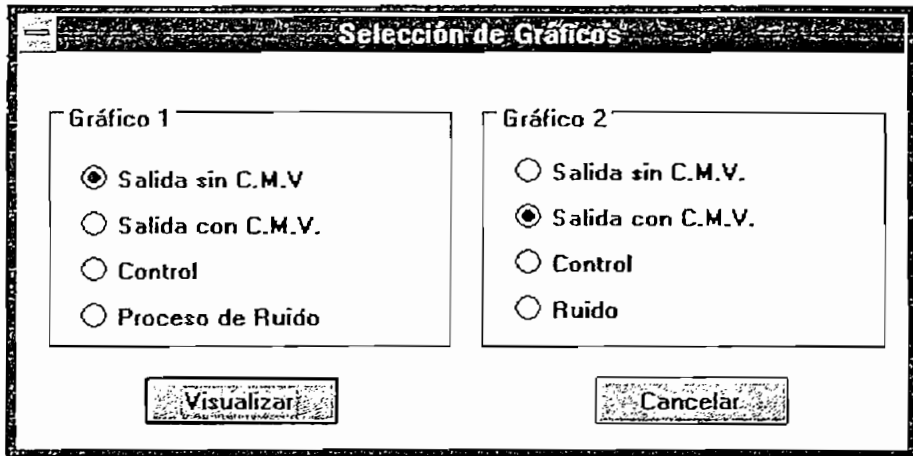 Selección de Gráficos
Gráfico 1
Salida sin C.M.V
Salida con C.M.V.
Control
Proceso de Ruido
Gráfico 2
Salida sin C.M.V.
Salida con C.M.V.
Control
Ruido
Visualizar
Cancelar